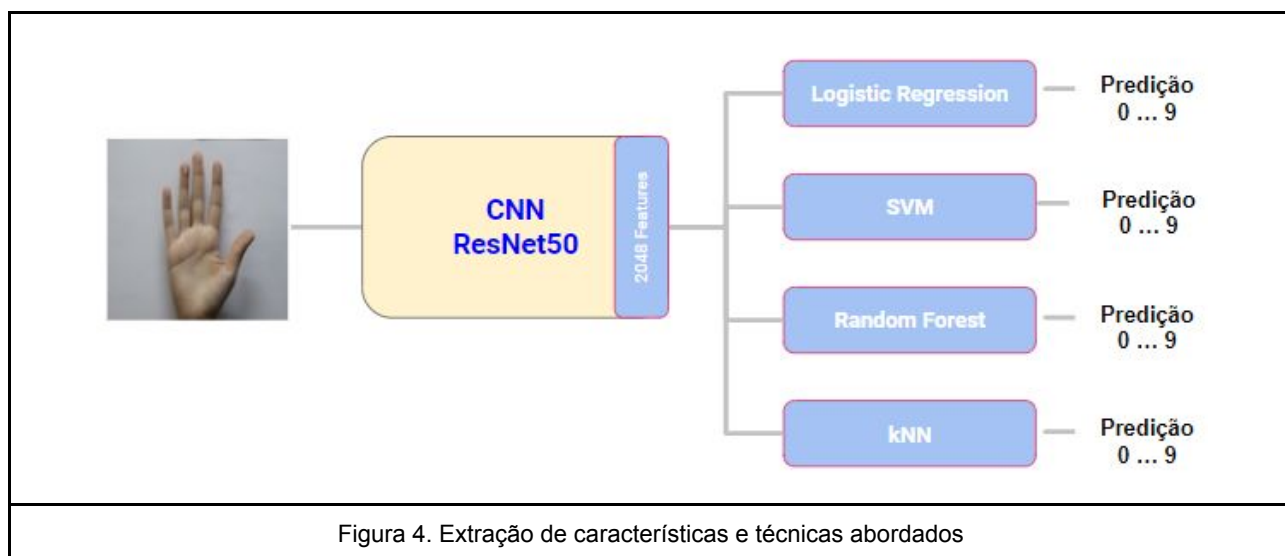 CNN
ResNet50
2048 Features
Logistic Regression
Predição
0 ... 9
SVM
Predição
0 ... 9
Random Forest
Predição
0 ... 9
kNN
Predição
0 ... 9
Figura 4. Extração de características e técnicas abordados